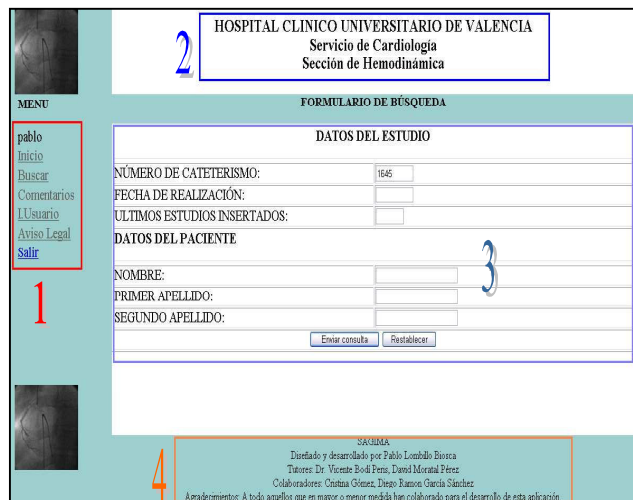 HOSPITAL CLINICO UNIVERSITARIO DE VALENCIA
Servicio de Cardiología
Sección de Hemodinámica
2
MENU
FORMULARIO DE BÚSQUEDA
pablo
Inicio
Buscar
Comentarios
I.Usuario
Aviso Legal
Salir
1
DATOS DEL ESTUDIO
NÚMERO DE CATETERISMO: 1645
FECHA DE REALIZACIÓN:
ULTIMOS ESTUDIOS INSERTADOS:
DATOS DEL PACIENTE
3
NOMBRE:
PRIMER APELLIDO:
SEGUNDO APELLIDO:
Enviar consulta Restablecer
4
SAGIMA
Diseñado y desarrollado por Pablo Lombillo Biosca
Tutores: Dr. Vicente Bodi Peris, David Moratal Pérez
Colaboradores: Cristina Gómez, Diego Ramon García Sánchez
Agradecimientos: A todo aquellos que en mayor o menor medida han colaborado para el desarrollo de esta aplicación